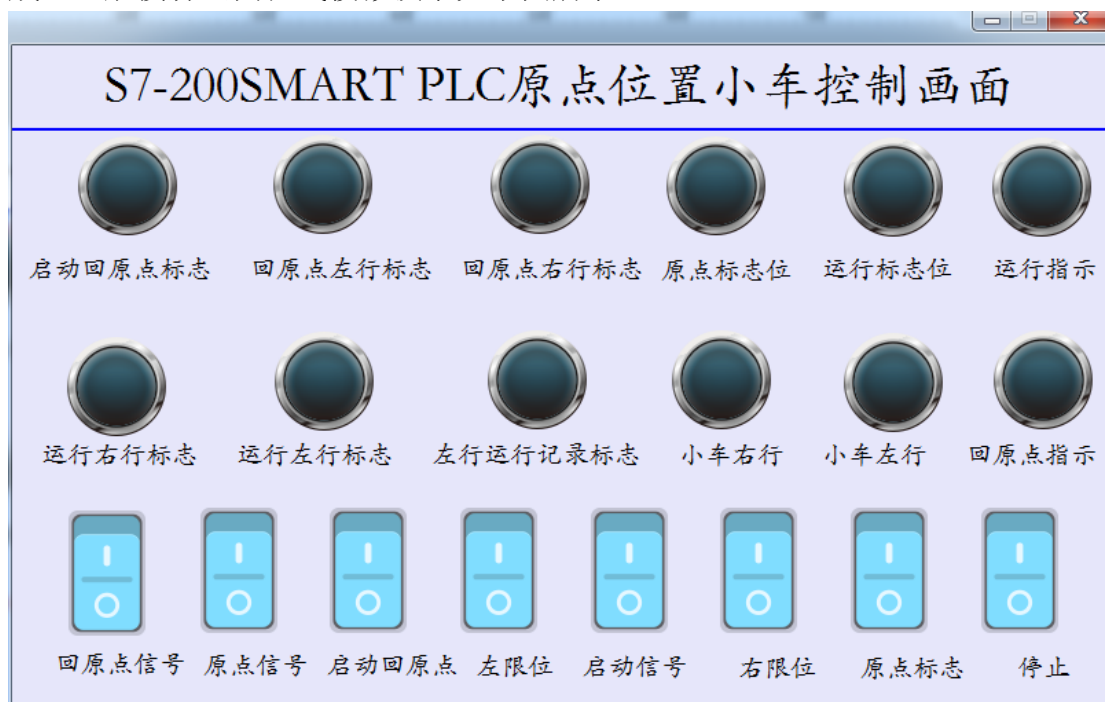 S7-200SMART PLC原点位置小车控制画面
启动回原点标志 回原点左行标志 回原点右行标志 原点标志位 运行标志位 运行指示
运行右行标志 运行左行标志 左行运行记录标志 小车右行 小车左行 回原点指示
回原点信号 原点信号 启动回原点 左限位 启动信号 右限位 原点标志 停止